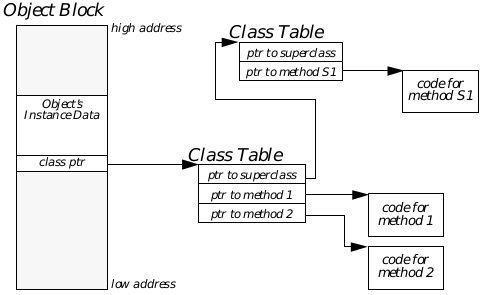 Object Block
high address
Object's
Instance Data
class ptr
low address
Class Table
ptr to superclass
ptr to method S1
code for
method S1
Class Table
ptr to superclass
ptr to method 1
ptr to method 2
code for
method 1
code for
method 2